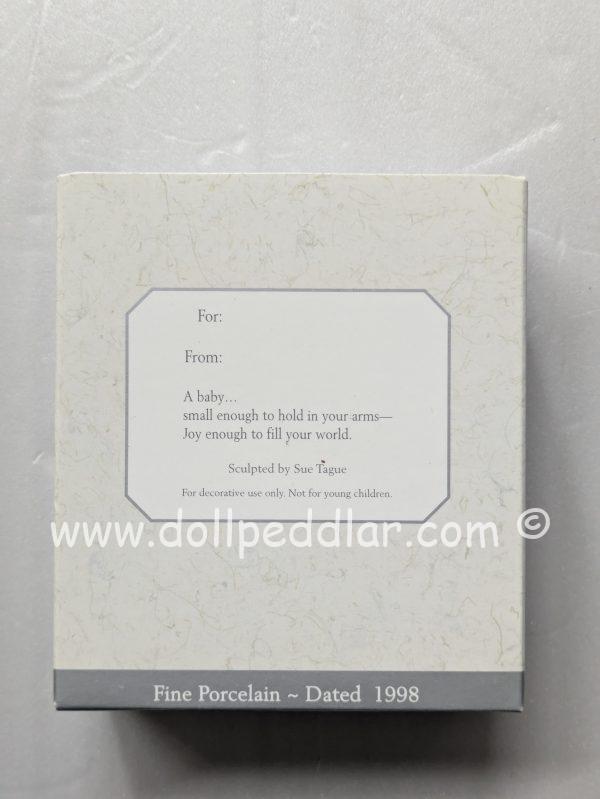 For:
From:
A baby...
small enough to hold in your arms—
Joy enough to fill your world.
Sculpted by Sue Tague
For decorative use only. Not for young children.
www.dollpeddlar.com ©
Fine Porcelain ~ Dated 1998